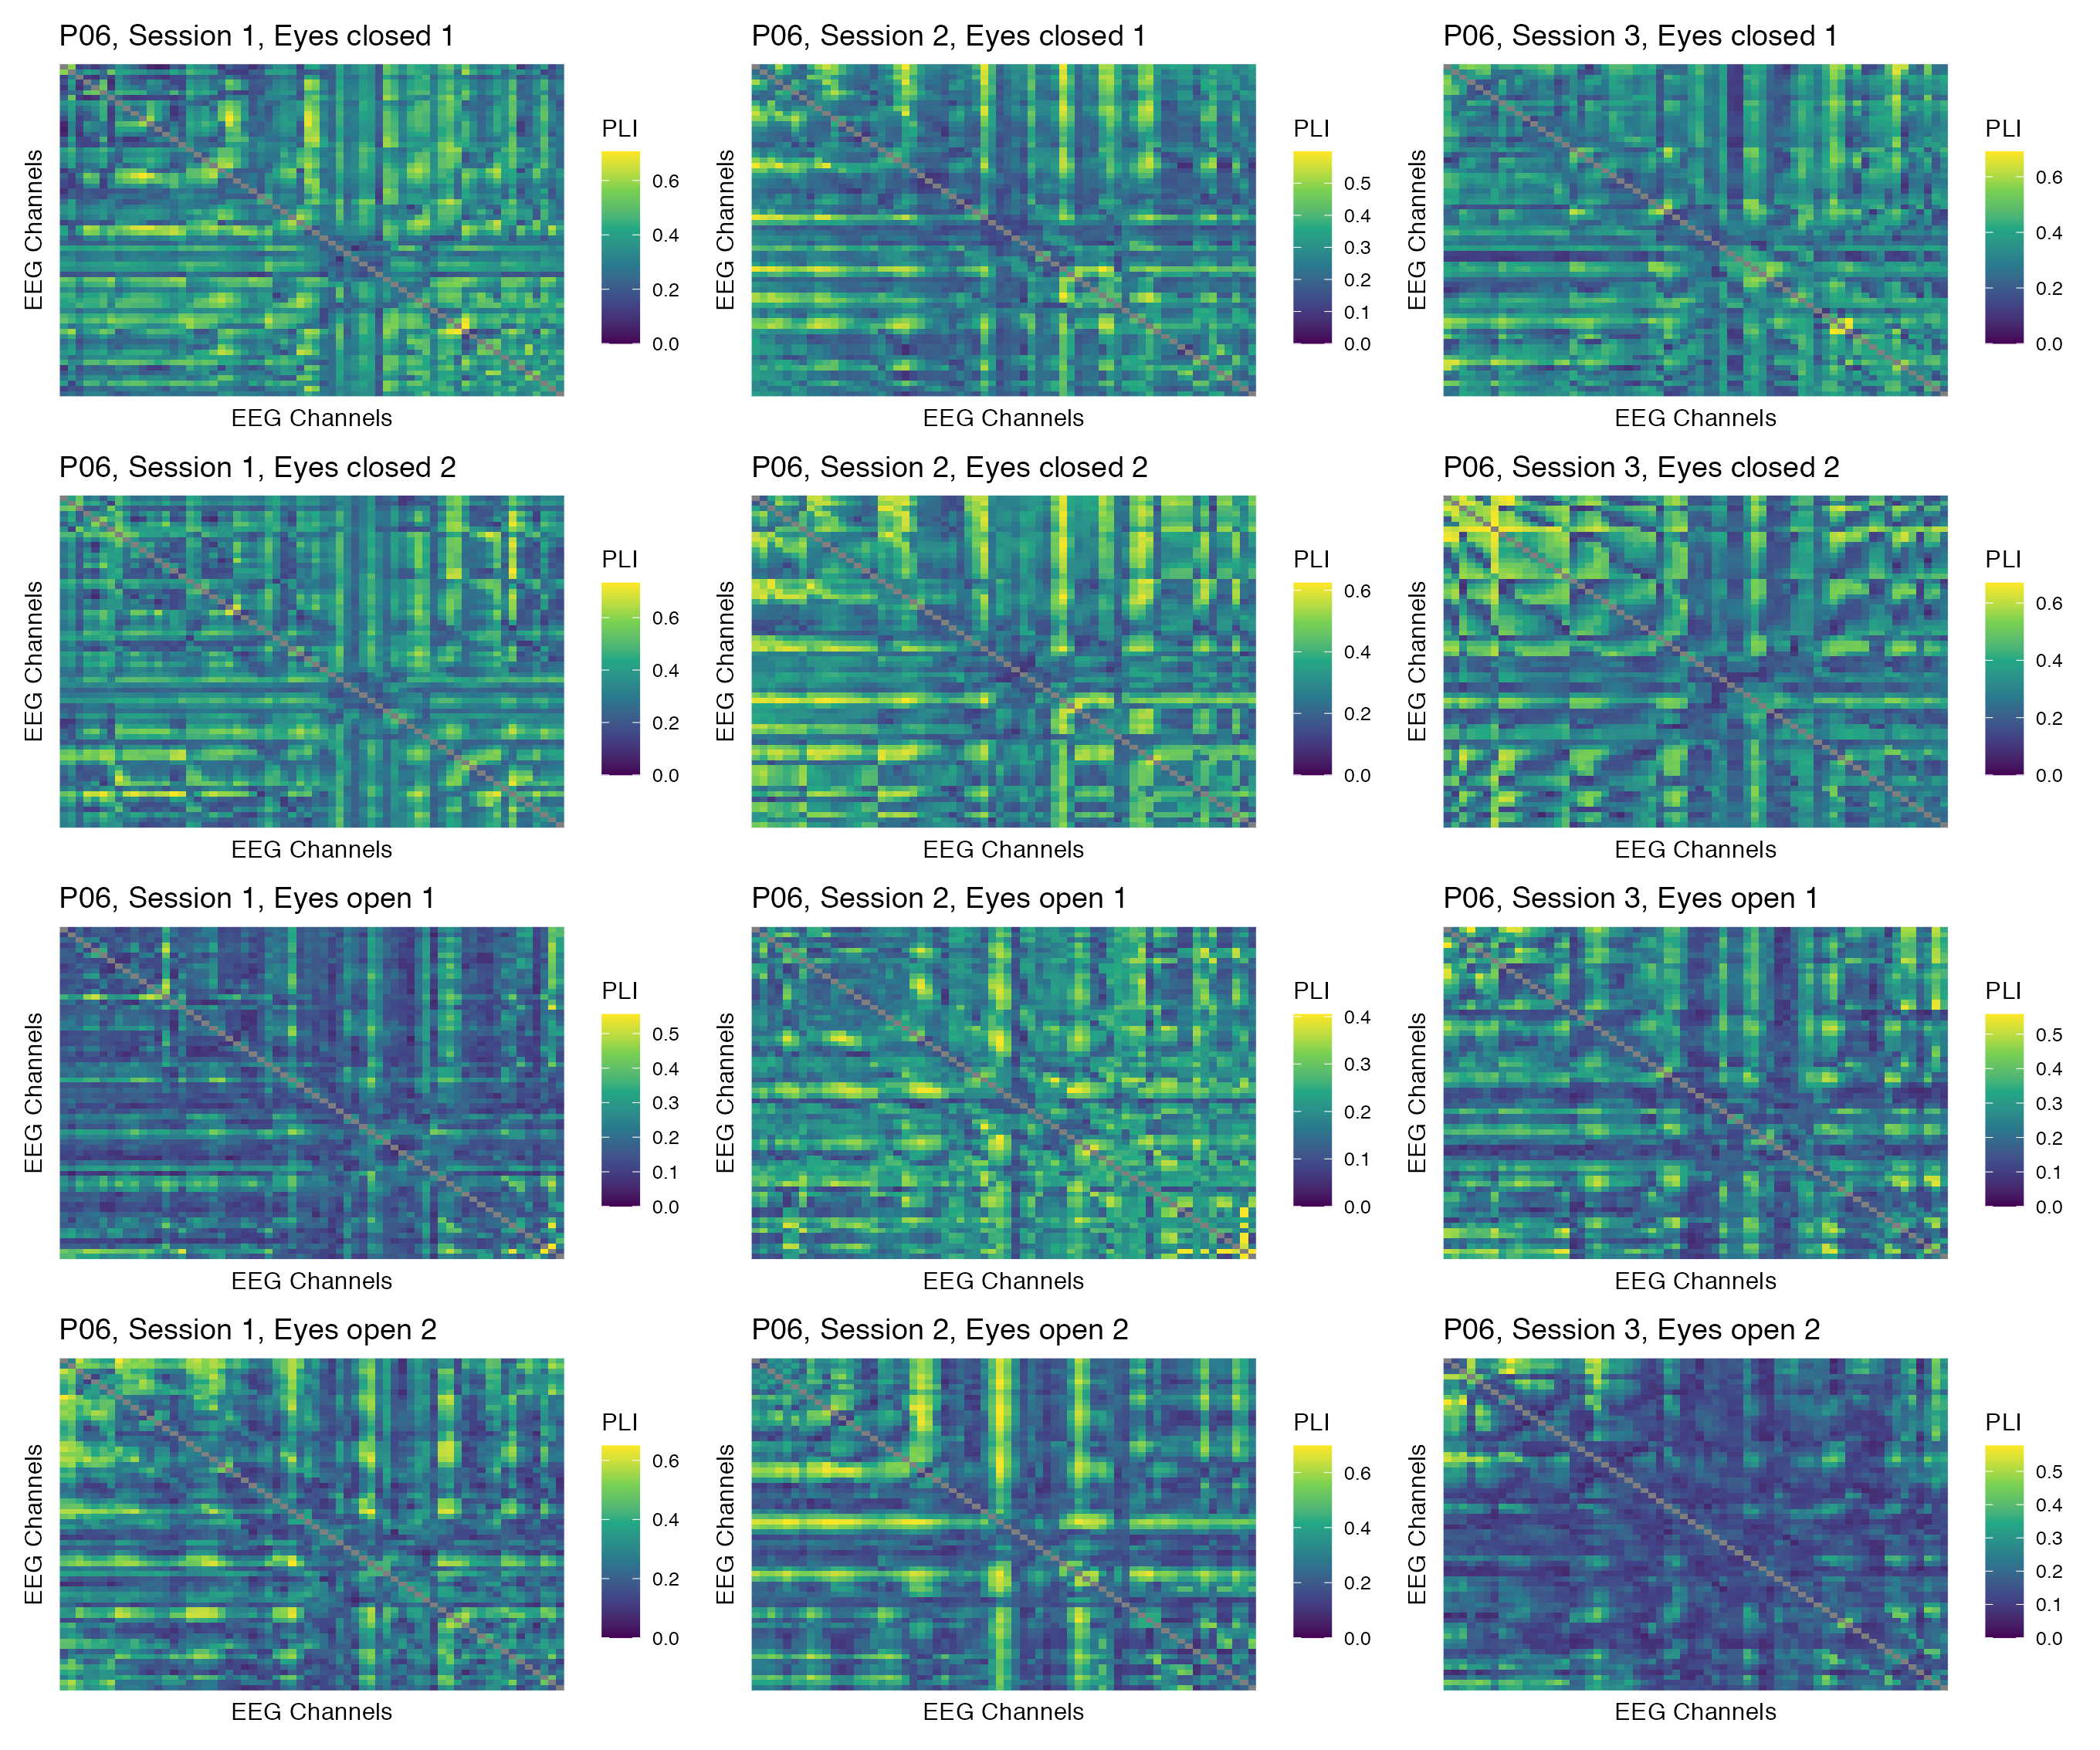 P06, Session 1, Eyes closed 1
EEG Channels
EEG Channels
PLI
0.6
0.4
0.2
0.0
P06, Session 2, Eyes closed 1
EEG Channels
EEG Channels
PLI
0.5
0.4
0.3
0.2
0.1
0.0
P06, Session 3, Eyes closed 1
EEG Channels
EEG Channels
PLI
0.6
0.4
0.2
0.0
P06, Session 1, Eyes closed 2
EEG Channels
EEG Channels
PLI
0.6
0.4
0.2
0.0
P06, Session 2, Eyes closed 2
EEG Channels
EEG Channels
PLI
0.6
0.4
0.2
0.0
P06, Session 3, Eyes closed 2
EEG Channels
EEG Channels
PLI
0.6
0.4
0.2
0.0
P06, Session 1, Eyes open 1
EEG Channels
EEG Channels
PLI
0.5
0.4
0.3
0.2
0.1
0.0
P06, Session 2, Eyes open 1
EEG Channels
EEG Channels
PLI
0.4
0.3
0.2
0.1
0.0
P06, Session 3, Eyes open 1
EEG Channels
EEG Channels
PLI
0.5
0.4
0.3
0.2
0.1
0.0
P06, Session 1, Eyes open 2
EEG Channels
EEG Channels
PLI
0.6
0.4
0.2
0.0
P06, Session 2, Eyes open 2
EEG Channels
EEG Channels
PLI
0.6
0.4
0.2
0.0
P06, Session 3, Eyes open 2
EEG Channels
EEG Channels
PLI
0.5
0.4
0.3
0.2
0.1
0.0